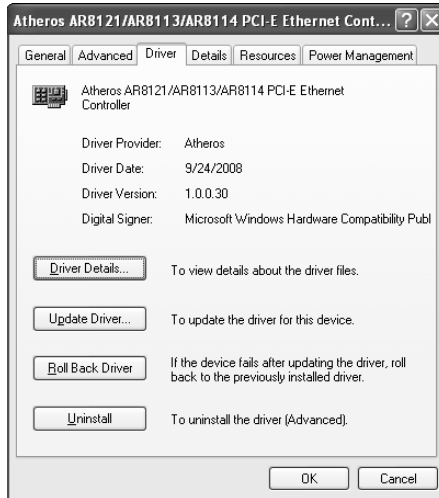 Atheros AR8121/AR8113/AR8114 PCI-E Ethernet Cont...
General Advanced Driver Details Resources Power Management
Atheros AR8121/AR8113/AR8114 PCI-E Ethernet
Controller
Driver Provider: Atheros
Driver Date: 9/24/2008
Driver Version: 1.0.0.30
Digital Signer: Microsoft Windows Hardware Compatibility Publ
Driver Details... To view details about the driver files.
Update Driver... To update the driver for this device.
Roll Back Driver If the device fails after updating the driver, roll
back to the previously installed driver.
Uninstall To uninstall the driver (Advanced).
OK Cancel